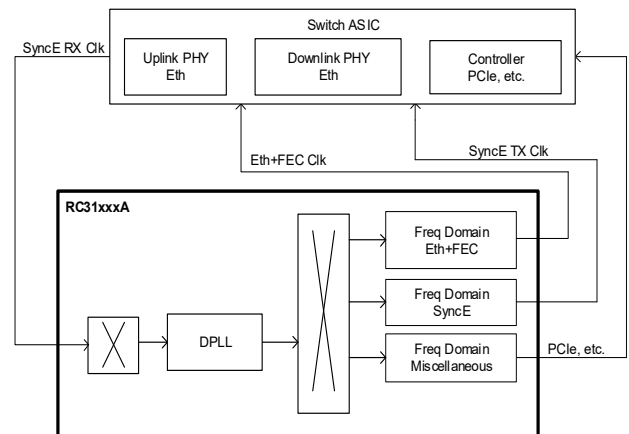 Switch ASIC
SyncE RX Clk
Uplink PHY
Eth
Downlink PHY
Eth
Controller
PCIe, etc.
SyncE TX Clk
Eth+FEC Clk
RC31xxxA
Freq Domain
Eth+FEC
DPLL
Freq Domain
SyncE
Freq Domain
Miscellaneous
PCIe, etc.